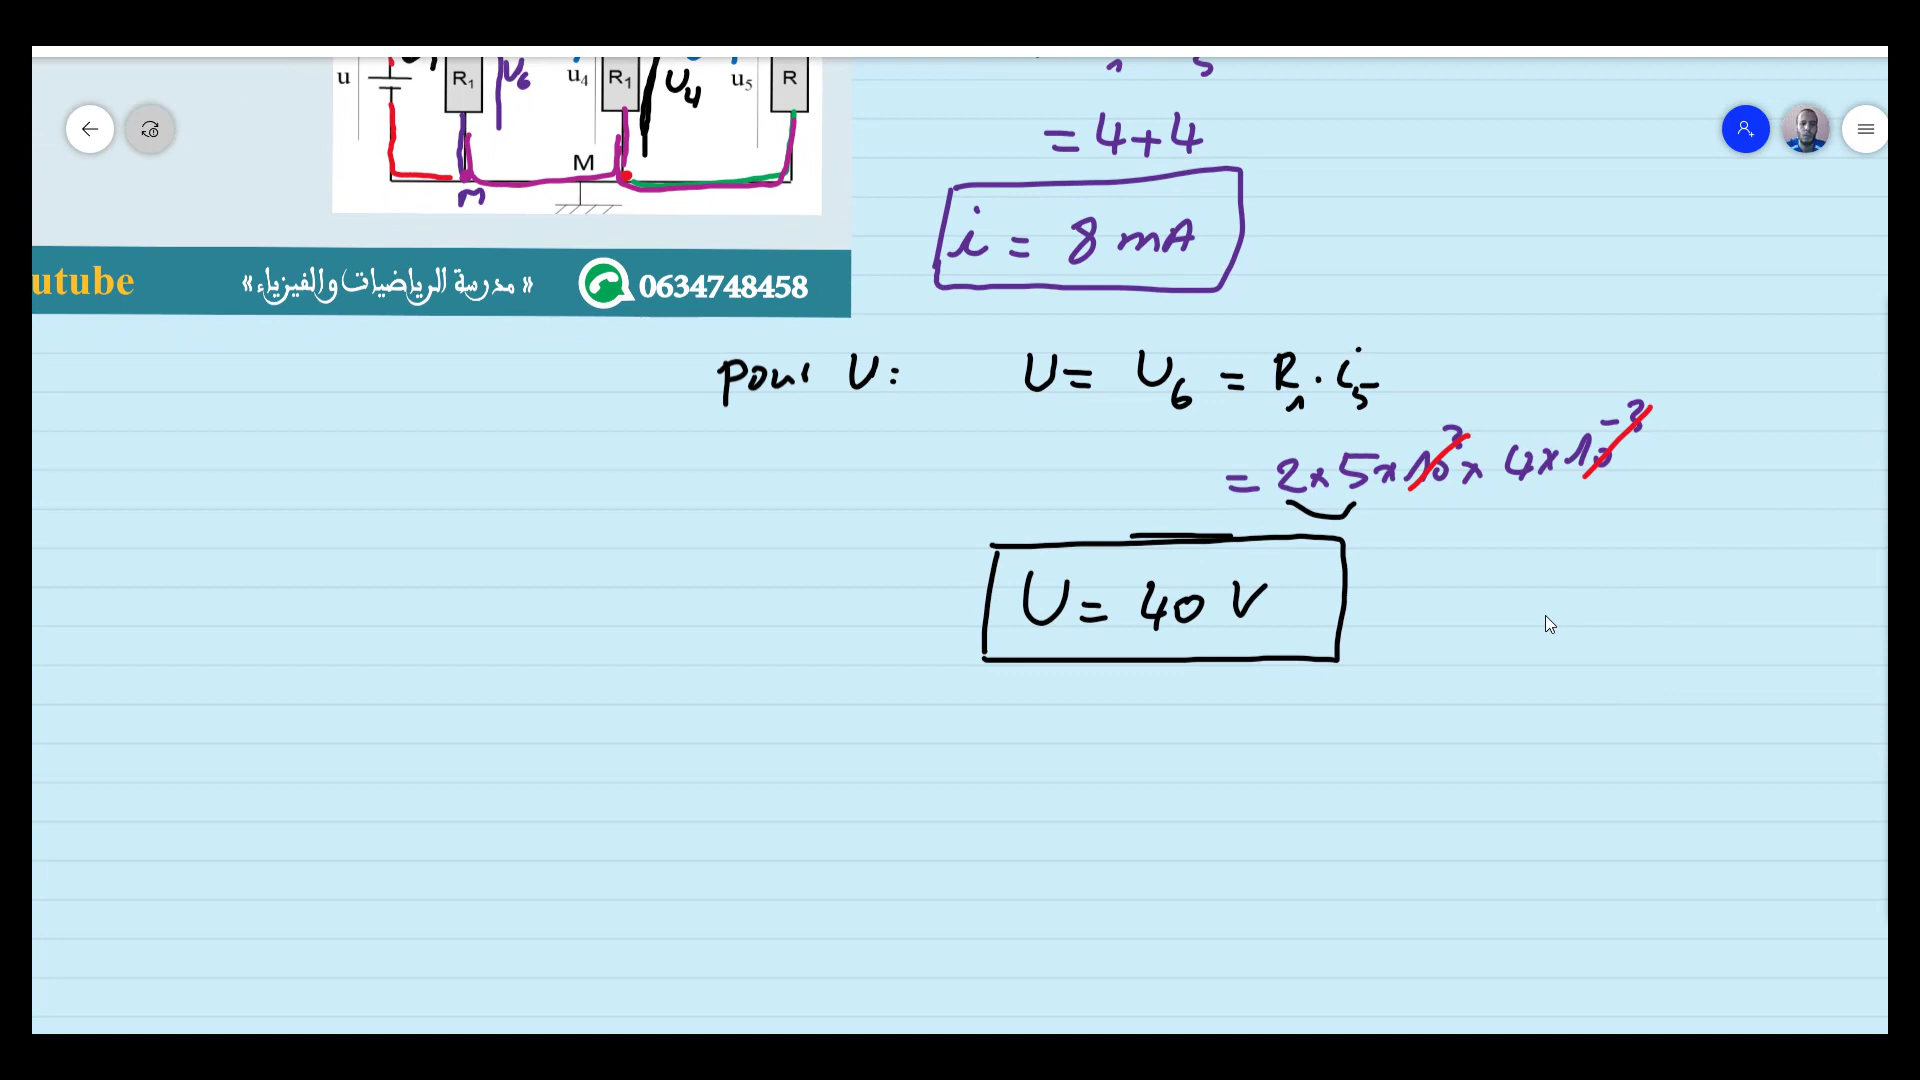 u R₁ U₆ u₄ R₁ U₄ u₅ R
M
M
= 4+4
i = 8 mA
utube « مدرسة الرياضيات والفيزياء » 0634748458
pour U: U = U₆ = R₁ . i₅
= 2 × 5 × 10³ × 4 × 10⁻³
U = 40 V